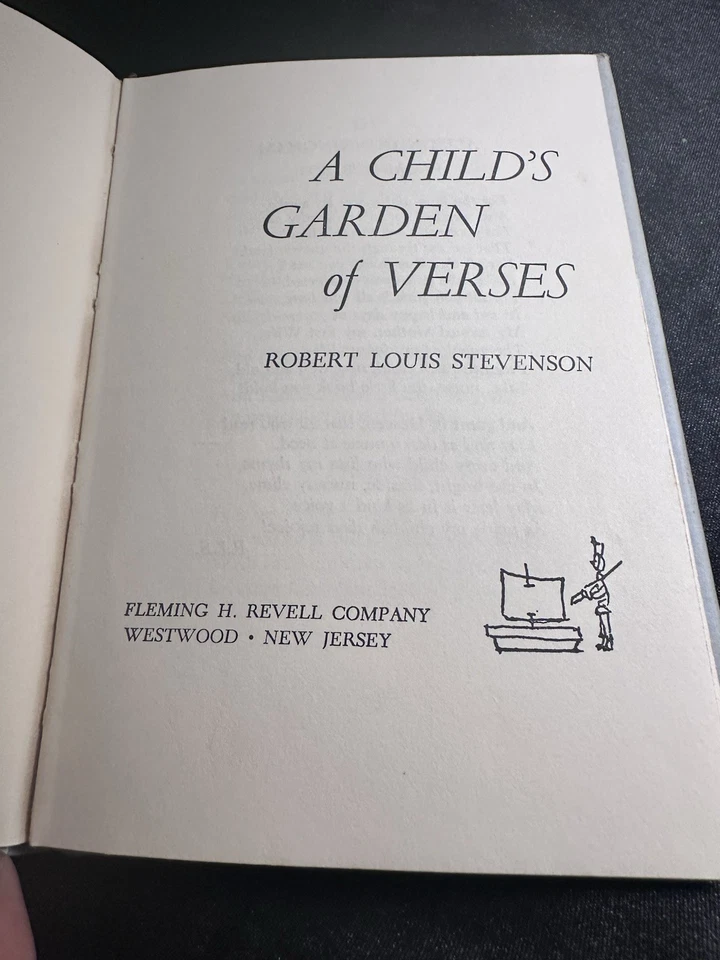 A CHILD'S
GARDEN
of VERSES
ROBERT LOUIS STEVENSON
FLEMING H. REVELL COMPANY
WESTWOOD • NEW JERSEY